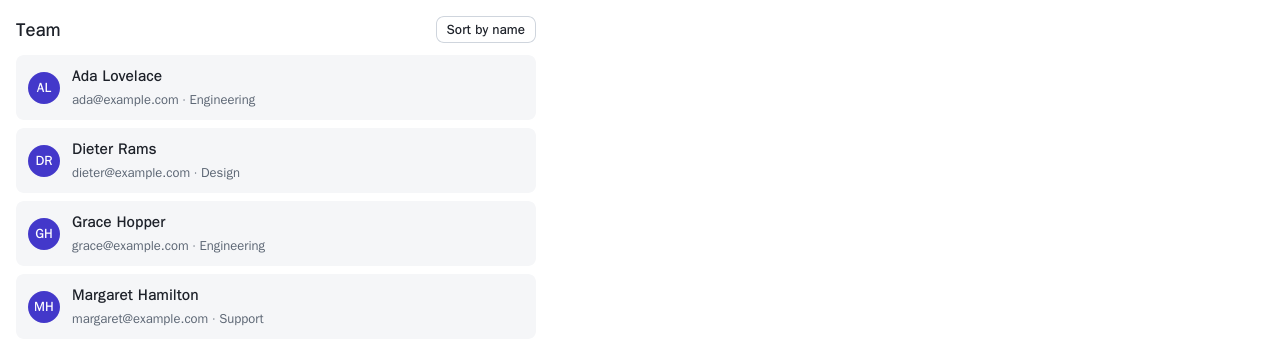 Team
Sort by name
AL
Ada Lovelace
ada@example.com · Engineering
DR
Dieter Rams
dieter@example.com · Design
GH
Grace Hopper
grace@example.com · Engineering
MH
Margaret Hamilton
margaret@example.com · Support